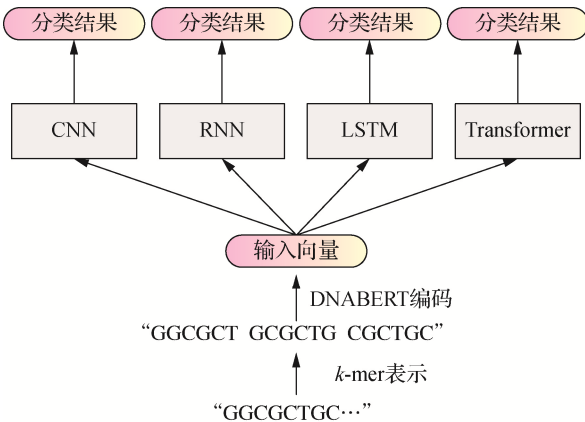 分类结果 分类结果 分类结果 分类结果
CNN RNN LSTM Transformer
输入向量
DNABERT编码
“GGCGCT GCGCTG CGCTGC”
k-mer表示
“GGCGCTGC…”